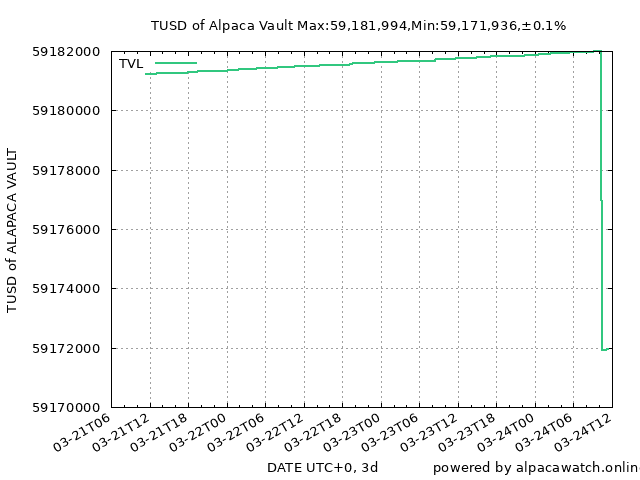 TUSD of Alpaca Vault Max:59,181,994,Min:59,171,936,±0.1%
TVL
59182000
59180000
59178000
59176000
59174000
59172000
59170000
TUSD of ALAPACA VAULT
03-21T06
03-21T12
03-21T18
03-22T00
03-22T06
03-22T12
03-22T18
03-23T00
03-23T06
03-23T12
03-23T18
03-24T00
03-24T06
03-24T12
DATE UTC+0, 3d
powered by alpacawatch.onlin